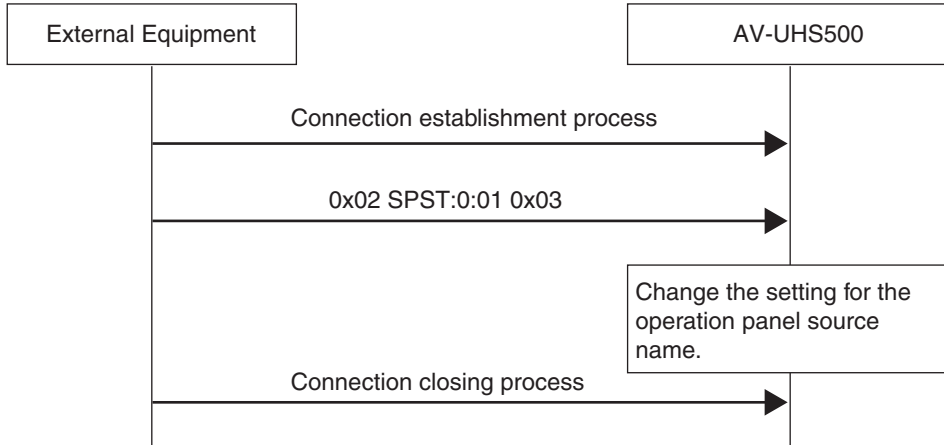 External Equipment
AV-UHS500
Connection establishment process
0x02 SPST:0:01 0x03
Change the setting for the
operation panel source
name.
Connection closing process